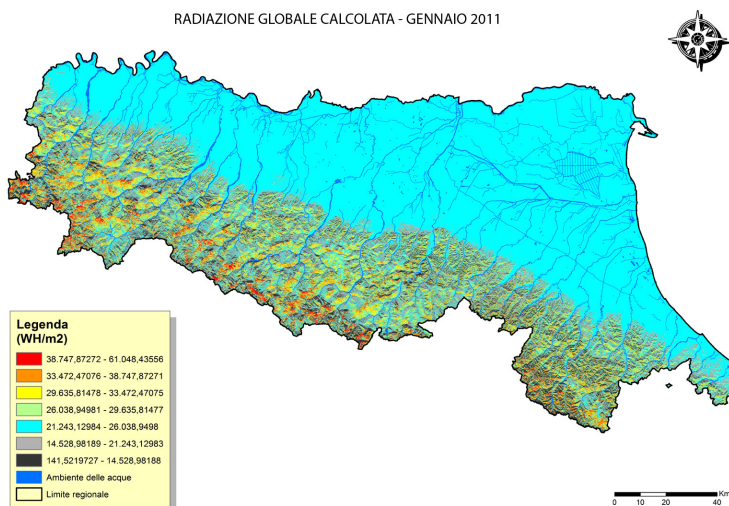 RADIAZIONE GLOBALE CALCOLATA - GENNAIO 2011
Legenda
(WH/m2)
38.747,87272 - 61.048,43556
33.472,47076 - 38.747,87271
29.635,81478 - 33.472,47075
26.038,94981 - 29.635,81477
21.243,12984 - 26.038,9498
14.528,98189 - 21.243,12983
141,5219727 - 14.528,98188
Ambiente delle acque
Limite regionale
Km
0 10 20 40